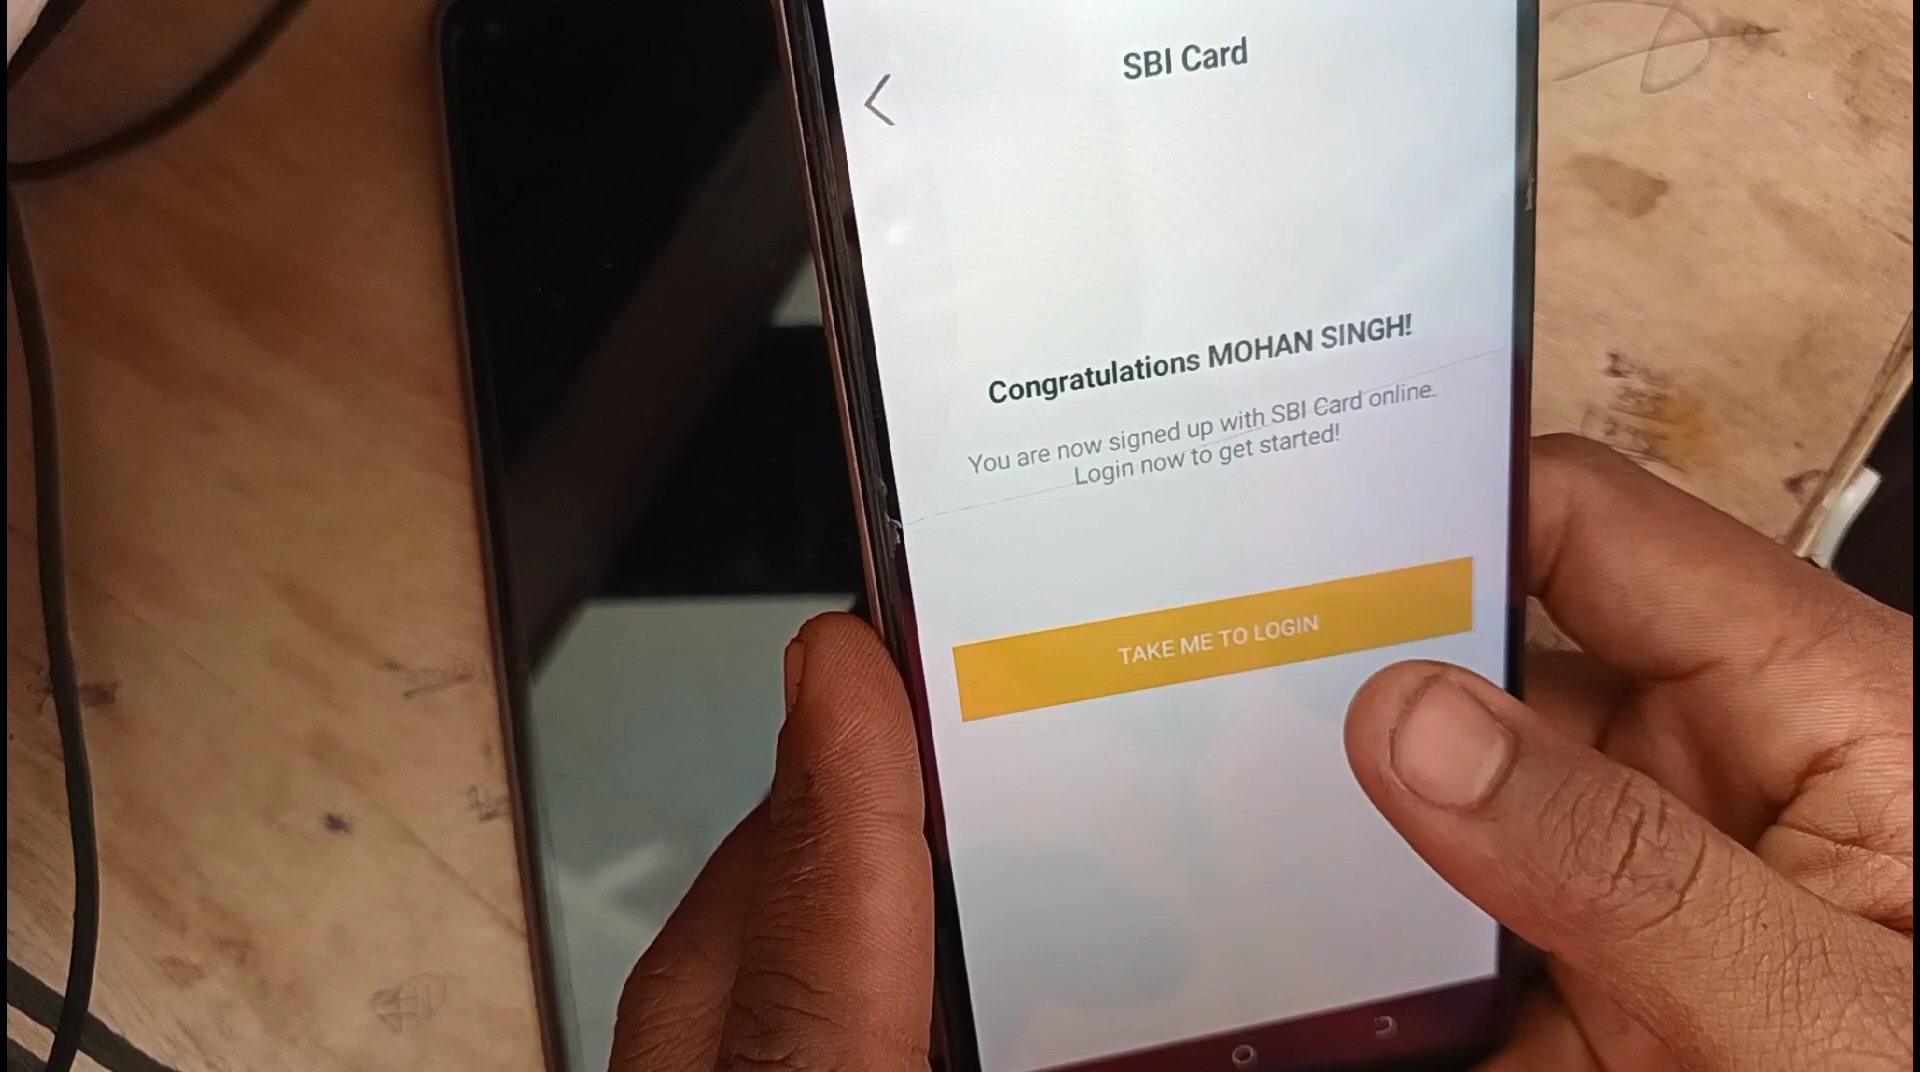 SBI Card
Congratulations MOHAN SINGH!
You are now signed up with SBI Card online.
Login now to get started!
TAKE ME TO LOGIN